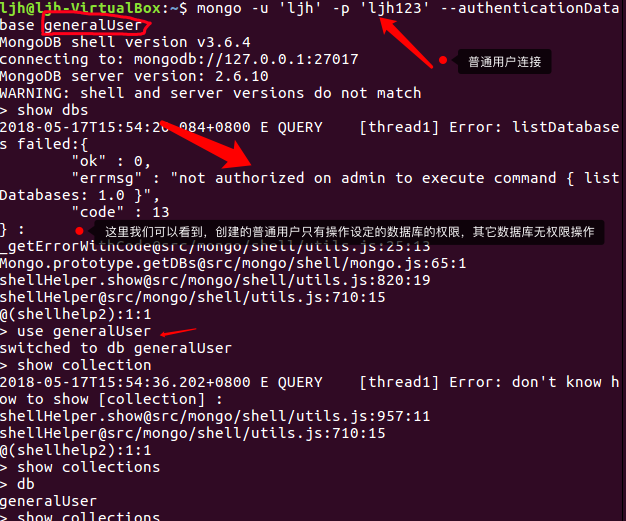 ljh@ljh-VirtualBox:~$ mongo -u 'ljh' -p 'ljh123' --authenticationData
base generalUser
MongoDB shell version v3.6.4
connecting to: mongodb://127.0.0.1:27017
普通用户连接
MongoDB server version: 2.6.10
WARNING: shell and server versions do not match
> show dbs
2018-05-17T15:54:20.084+0800 E QUERY    [thread1] Error: listDatabase
s failed:{
        "ok" : 0,
        "errmsg" : "not authorized on admin to execute command { list
Databases: 1.0 }",
        "code" : 13
} :
这里我们可以看到，创建的普通用户只有操作设定的数据库的权限，其它数据库无权限操作
_getErrorWithCode@src/mongo/shell/utils.js:25:13
Mongo.prototype.getDBs@src/mongo/shell/mongo.js:65:1
shellHelper.show@src/mongo/shell/utils.js:820:19
shellHelper@src/mongo/shell/utils.js:710:15
@(shellhelp2):1:1
> use generalUser
switched to db generalUser
> show collection
2018-05-17T15:54:36.202+0800 E QUERY    [thread1] Error: don't know h
ow to show [collection] :
shellHelper.show@src/mongo/shell/utils.js:957:11
shellHelper@src/mongo/shell/utils.js:710:15
@(shellhelp2):1:1
> show collections
> db
generalUser
> show collections